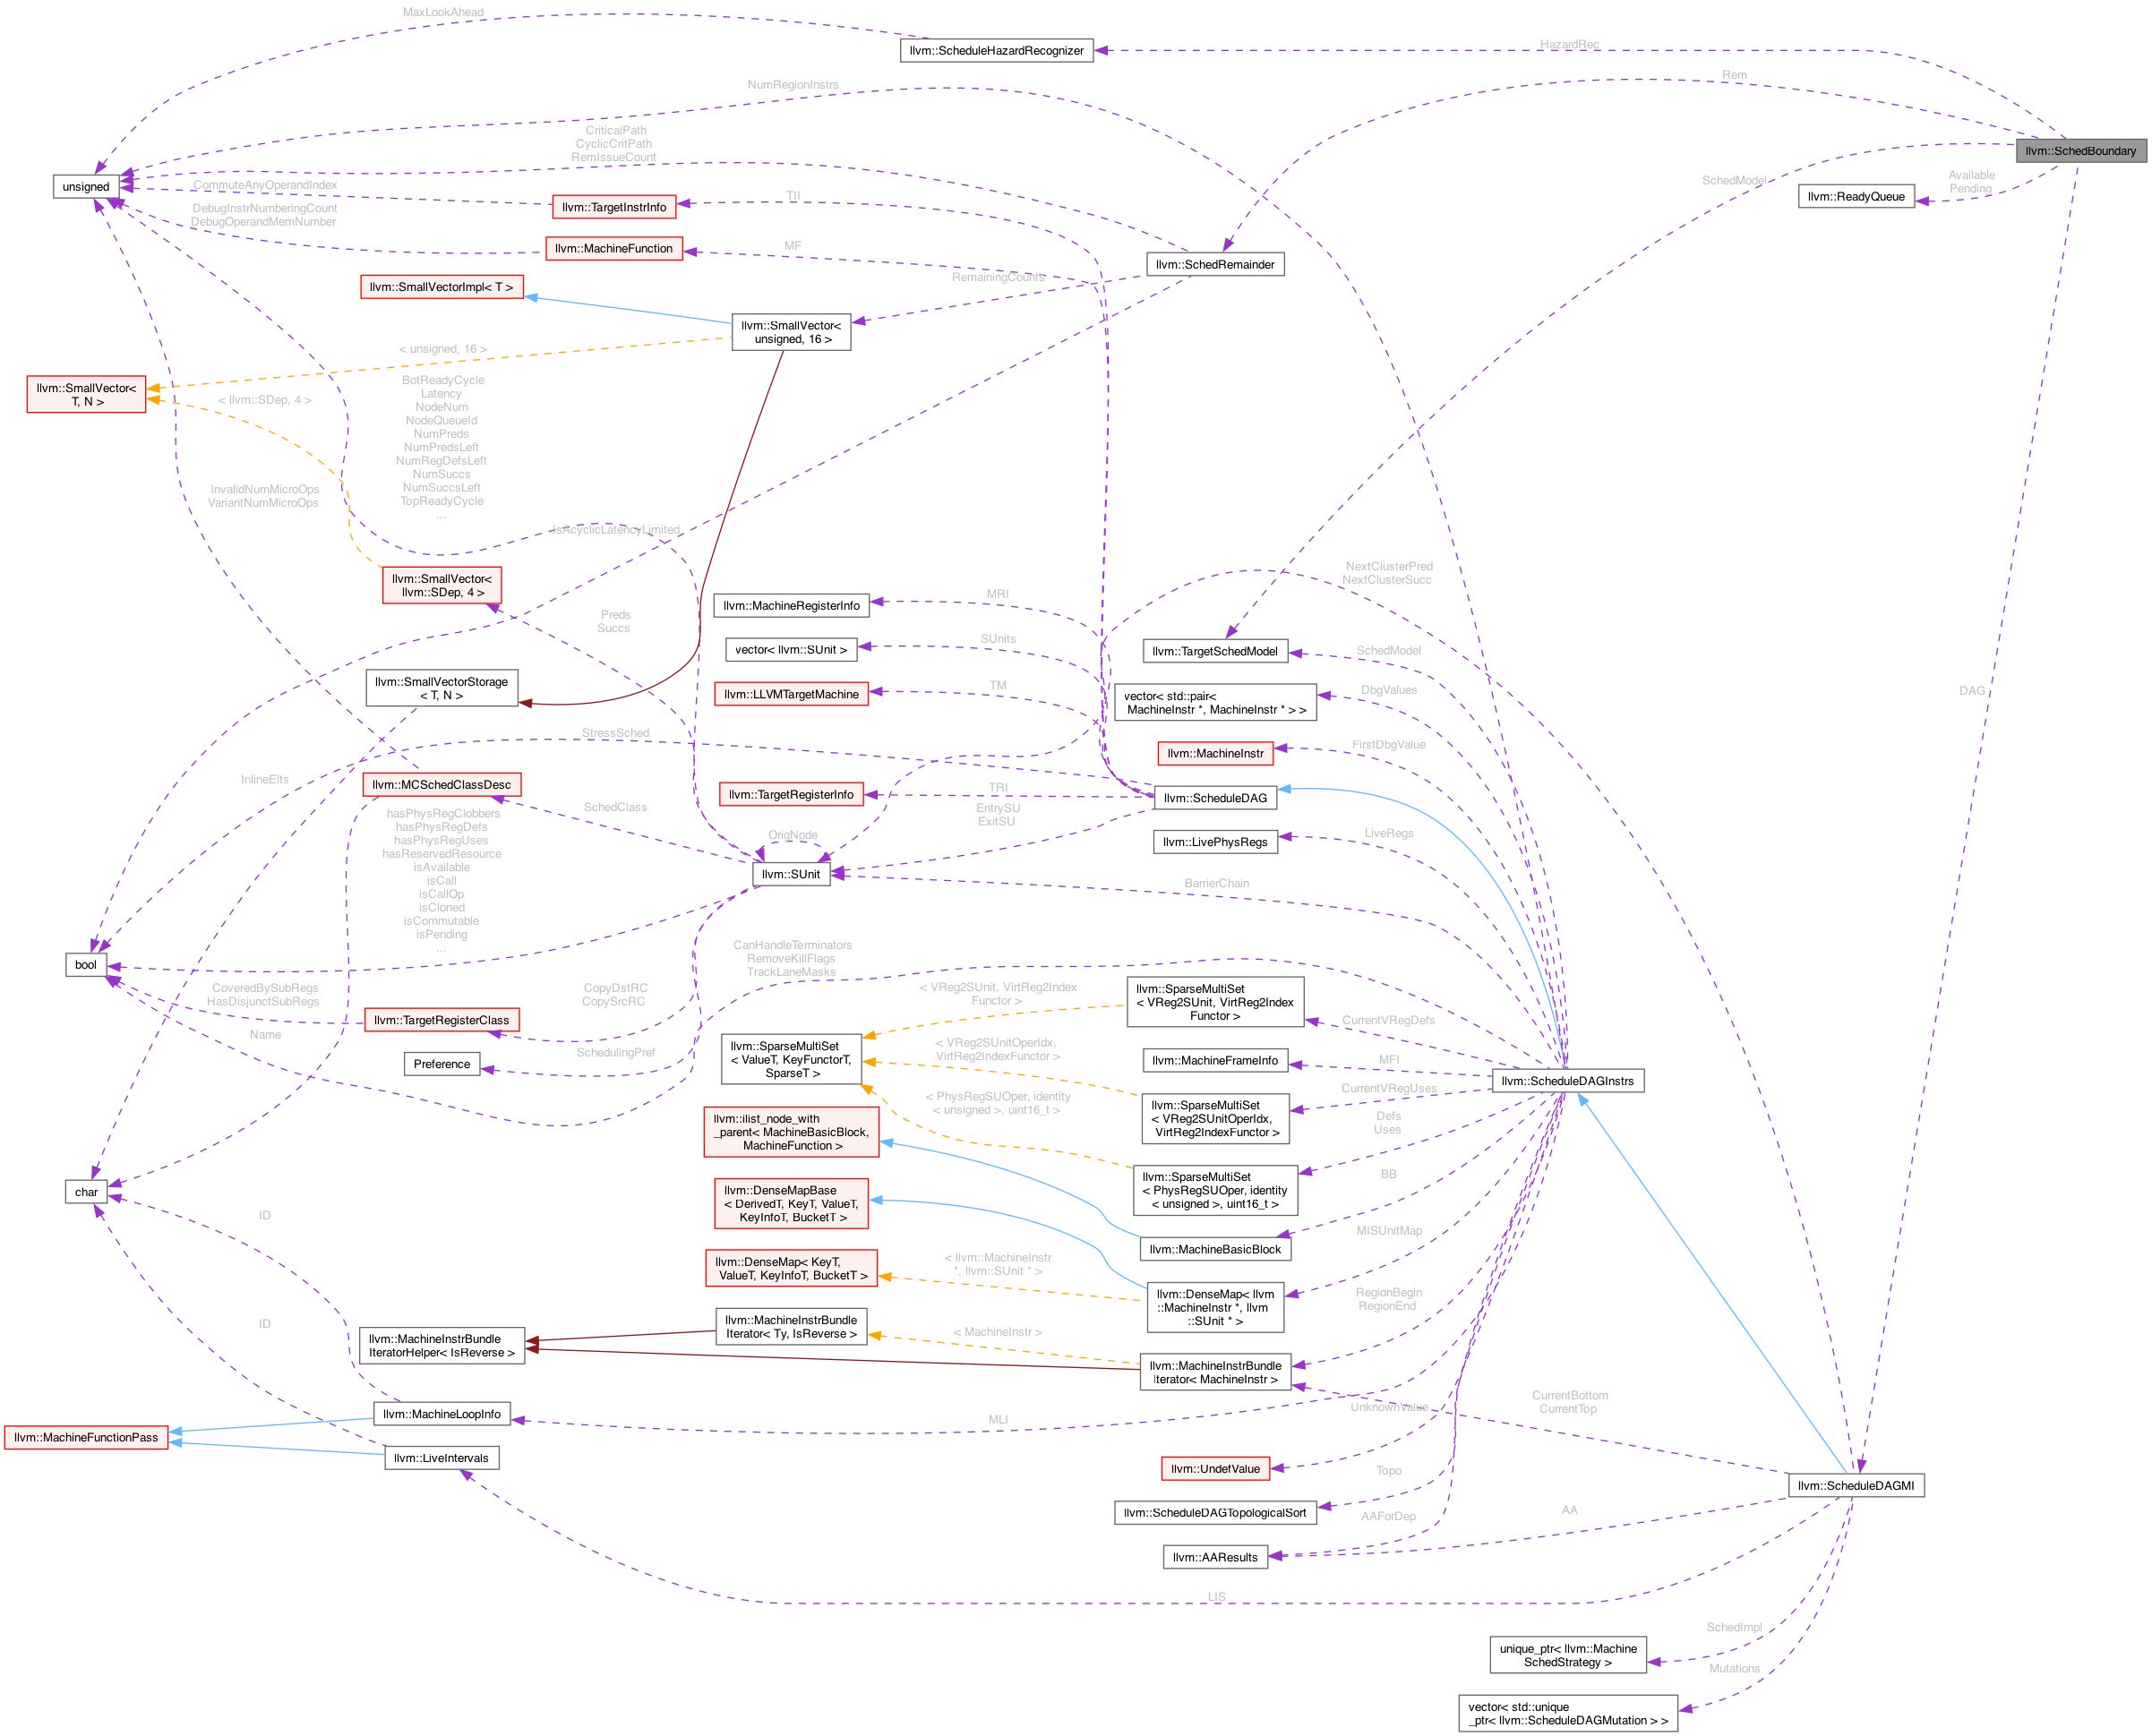 MaxLookAhead
llvm::ScheduleHazardRecognizer
HazardRec
Rem
NumRegionInstrs
CriticalPath
CyclicCritPath
RemIssueCount
llvm::SchedBoundary
unsigned
CommuteAnyOperandIndex
llvm::TargetInstrInfo
TII
SchedModel
Available
Pending
llvm::ReadyQueue
DebugInstrNumberingCount
DebugOperandMemNumber
llvm::MachineFunction
MF
llvm::SchedRemainder
RemainingCounts
llvm::SmallVectorImpl< T >
llvm::SmallVector<
unsigned, 16 >
< unsigned, 16 >
llvm::SmallVector<
T, N >
< llvm::SDep, 4 >
BotReadyCycle
Latency
NodeNum
NodeQueueId
NumPreds
NumPredsLeft
NumRegDefsLeft
NumSuccs
NumSuccsLeft
TopReadyCycle
...
InvalidNumMicroOps
VariantNumMicroOps
IsAcyclicLatencyLimited
llvm::SmallVector<
llvm::SDep, 4 >
NextClusterPred
NextClusterSucc
Preds
Succs
llvm::MachineRegisterInfo
MRI
vector< llvm::SUnit >
SUnits
llvm::TargetSchedModel
SchedModel
llvm::SmallVectorStorage
< T, N >
llvm::LLVMTargetMachine
TM
vector< std::pair<
MachineInstr *, MachineInstr * > >
DbgValues
DAG
StressSched
llvm::MachineInstr
FirstDbgValue
InlineElts
llvm::MCSchedClassDesc
llvm::TargetRegisterInfo
TRI
llvm::ScheduleDAG
SchedClass
EntrySU
ExitSU
OrigNode
llvm::LivePhysRegs
LiveRegs
llvm::SUnit
BarrierChain
hasPhysRegClobbers
hasPhysRegDefs
hasPhysRegUses
hasReservedResource
isAvailable
isCall
isCallOp
isCloned
isCommutable
isPending
...
bool
CanHandleTerminators
RemoveKillFlags
TrackLaneMasks
CoveredBySubRegs
HasDisjunctSubRegs
llvm::TargetRegisterClass
CopyDstRC
CopySrcRC
< VReg2SUnit, VirtReg2Index
Functor >
llvm::SparseMultiSet
< VReg2SUnit, VirtReg2Index
Functor >
CurrentVRegDefs
Name
Preference
SchedulingPref
llvm::SparseMultiSet
< ValueT, KeyFunctorT,
SparseT >
< VReg2SUnitOperIdx,
VirtReg2IndexFunctor >
llvm::MachineFrameInfo
MFI
llvm::ScheduleDAGInstrs
llvm::SparseMultiSet
< VReg2SUnitOperIdx,
VirtReg2IndexFunctor >
CurrentVRegUses
< PhysRegSUOper, identity
< unsigned >, uint16_t >
llvm::ilist_node_with
_parent< MachineBasicBlock,
MachineFunction >
Defs
Uses
llvm::SparseMultiSet
< PhysRegSUOper, identity
< unsigned >, uint16_t >
BB
char
llvm::DenseMapBase
< DerivedT, KeyT, ValueT,
KeyInfoT, BucketT >
ID
llvm::MachineBasicBlock
MISUnitMap
llvm::DenseMap< KeyT,
ValueT, KeyInfoT, BucketT >
< llvm::MachineInstr
*, llvm::SUnit * >
llvm::DenseMap< llvm
::MachineInstr *, llvm
::SUnit * >
RegionBegin
RegionEnd
ID
llvm::MachineInstrBundle
IteratorHelper< IsReverse >
llvm::MachineInstrBundle
Iterator< Ty, IsReverse >
< MachineInstr >
llvm::MachineInstrBundle
Iterator< MachineInstr >
llvm::MachineLoopInfo
MLI
UnknownValue
CurrentBottom
CurrentTop
llvm::MachineFunctionPass
llvm::LiveIntervals
llvm::UndefValue
Topo
llvm::ScheduleDAGMI
llvm::ScheduleDAGTopologicalSort
AAForDep
AA
llvm::AAResults
LIS
SchedImpl
unique_ptr< llvm::Machine
SchedStrategy >
Mutations
vector< std::unique
_ptr< llvm::ScheduleDAGMutation > >